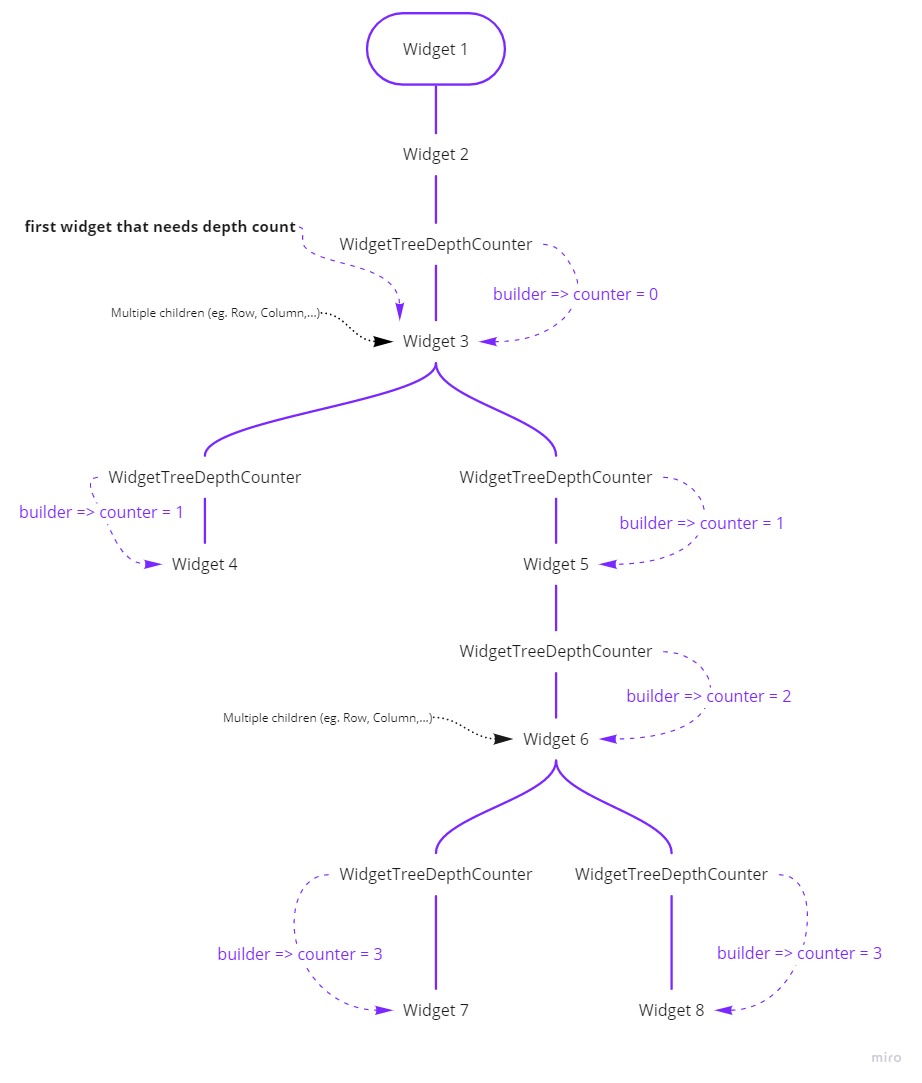 Widget 1
Widget 2
first widget that needs depth count
WidgetTreeDepthCounter
builder => counter = 0
Multiple children (eg. Row, Column,...)
Widget 3
WidgetTreeDepthCounter
WidgetTreeDepthCounter
builder => counter = 1
builder => counter = 1
Widget 4
Widget 5
WidgetTreeDepthCounter
builder => counter = 2
Multiple children (eg. Row, Column,...)
Widget 6
WidgetTreeDepthCounter
WidgetTreeDepthCounter
builder => counter = 3
builder => counter = 3
Widget 7
Widget 8
miro